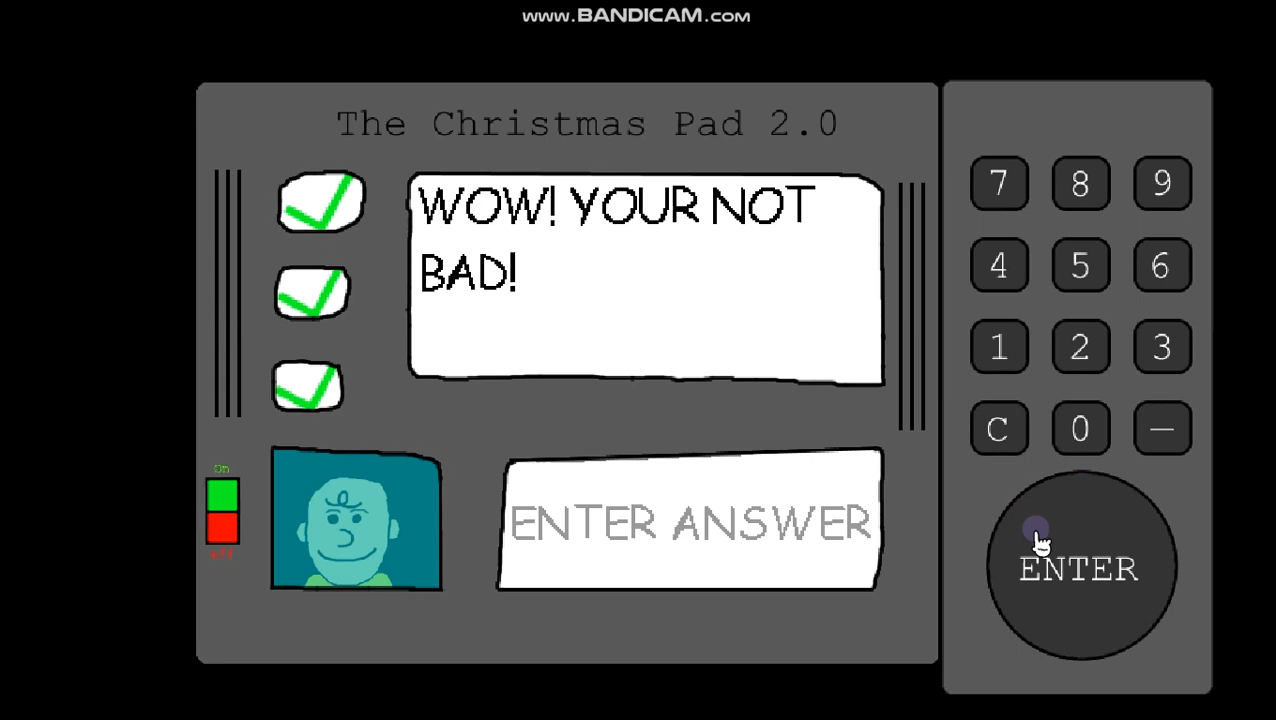 www.BANDICAM.com
The Christmas Pad 2.0
WOW! YOUR NOT
BAD!
On
off
ENTER ANSWER
7 8 9
4 5 6
1 2 3
C 0 —
ENTER